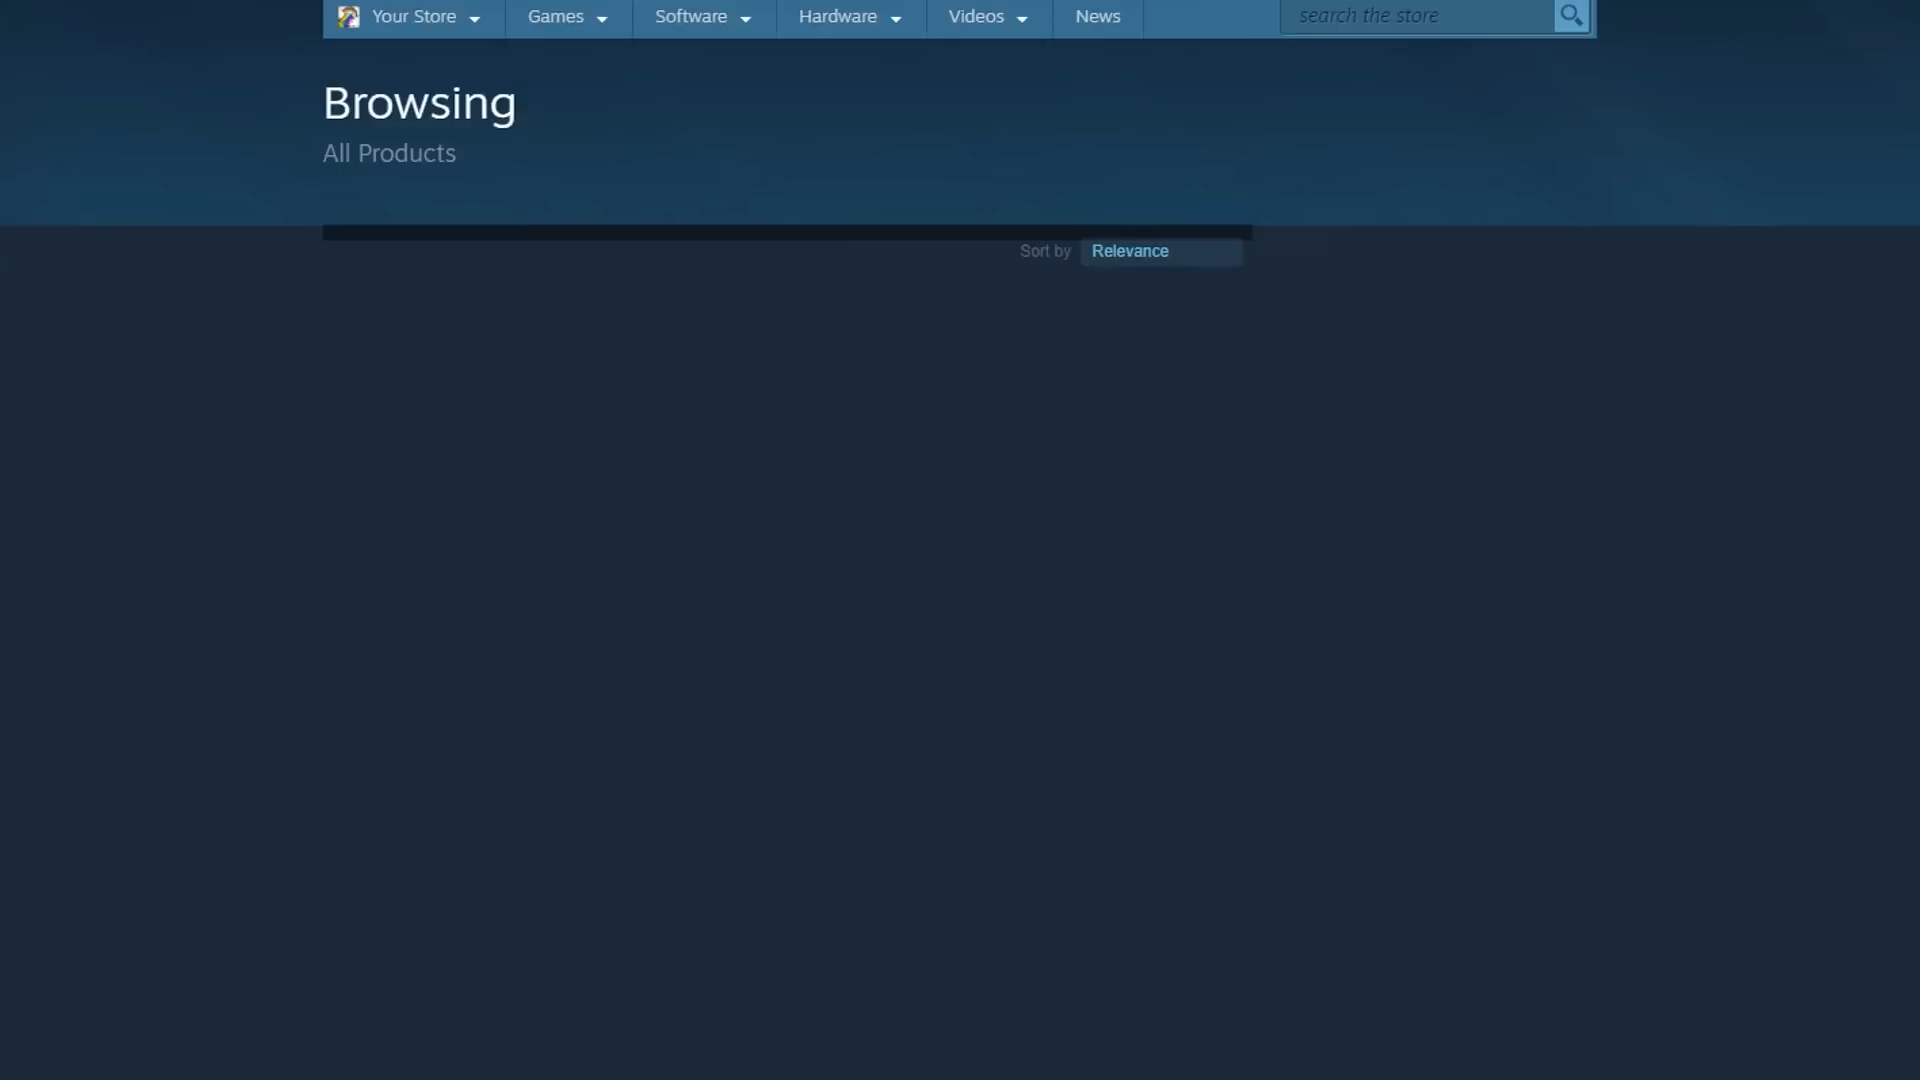 Your Store Games Software Hardware Videos News search the store
Browsing
All Products
Sort by Relevance